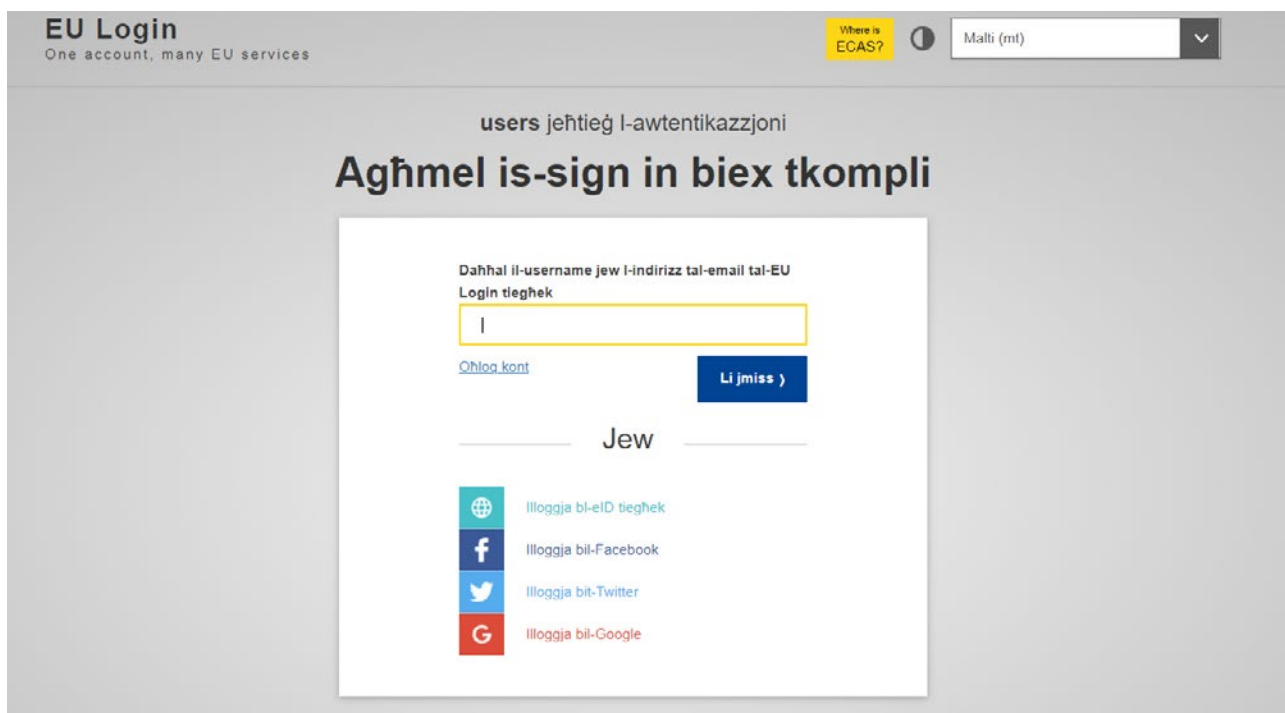 EU Login
One account, many EU services
Where is
ECAS?
Malti (mt)
users jeħtieġ l-awtentikazzjoni
Agħmel is-sign in biex tkompli
Daħħal il-username jew l-indirizz tal-email tal-EU
Login tiegħek
Oħloq kont
Li jmiss ⟩
Jew
Illoggja bl-eID tiegħek
Illoggja bil-Facebook
Illoggja bit-Twitter
Illoggja bil-Google